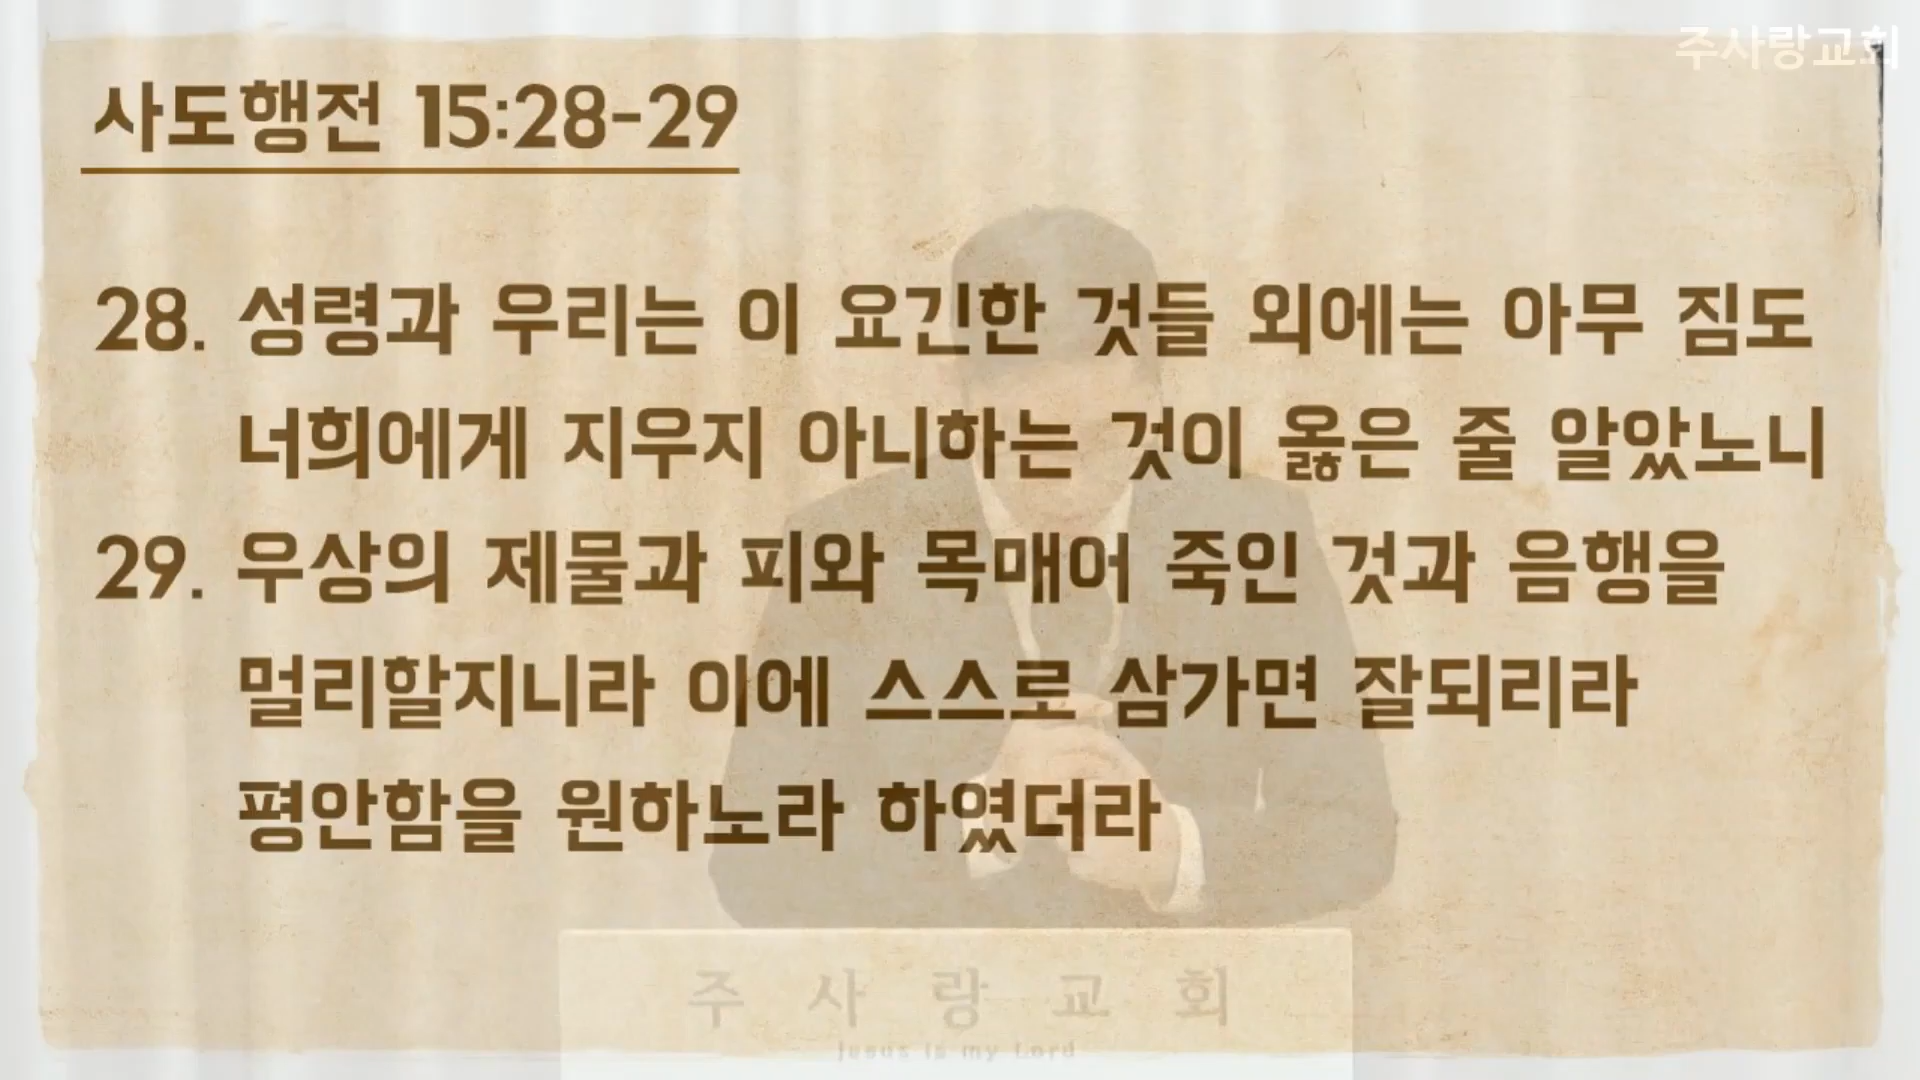 주사랑교회
사도행전 15:28-29
28. 성령과 우리는 이 요긴한 것들 외에는 아무 짐도
너희에게 지우지 아니하는 것이 옳은 줄 알았노니
29. 우상의 제물과 피와 목매어 죽인 것과 음행을
멀리할지니라 이에 스스로 삼가면 잘되리라
평안함을 원하노라 하였더라
주 사 랑 교 회
Jesus is my Lord